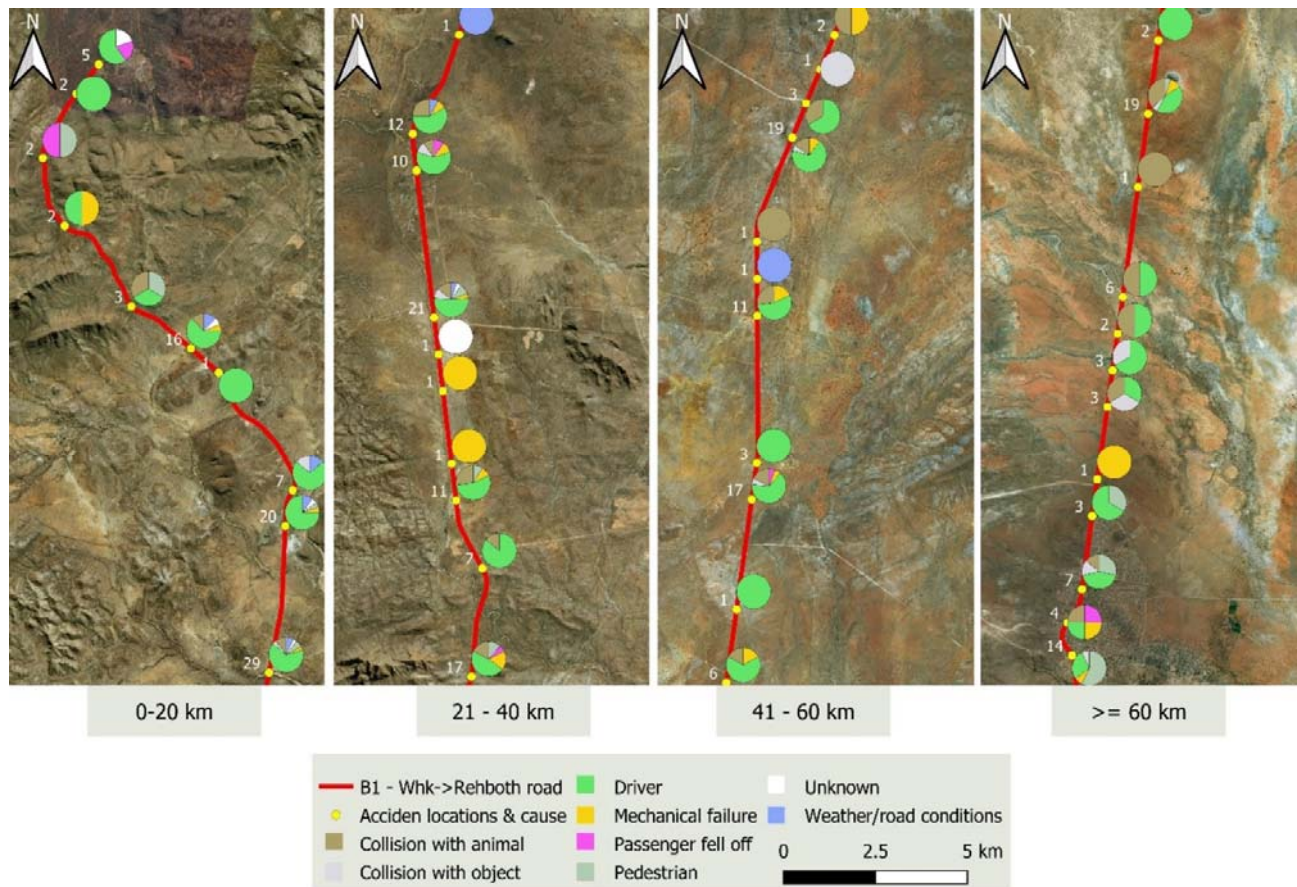 N
5
2
2
2
3
16
7
20
29
N
1
12
10
21
1
1
1
11
7
17
N
2
1
3
19
1
1
11
3
17
1
6
N
2
19
1
6
2
3
3
1
3
7
4
14
0-20 km
21 - 40 km
41 - 60 km
>= 60 km
B1 - Whk->Rehboth road
Acciden locations & cause
Collision with animal
Collision with object
Driver
Mechanical failure
Passenger fell off
Pedestrian
Unknown
Weather/road conditions
0 2.5 5 km